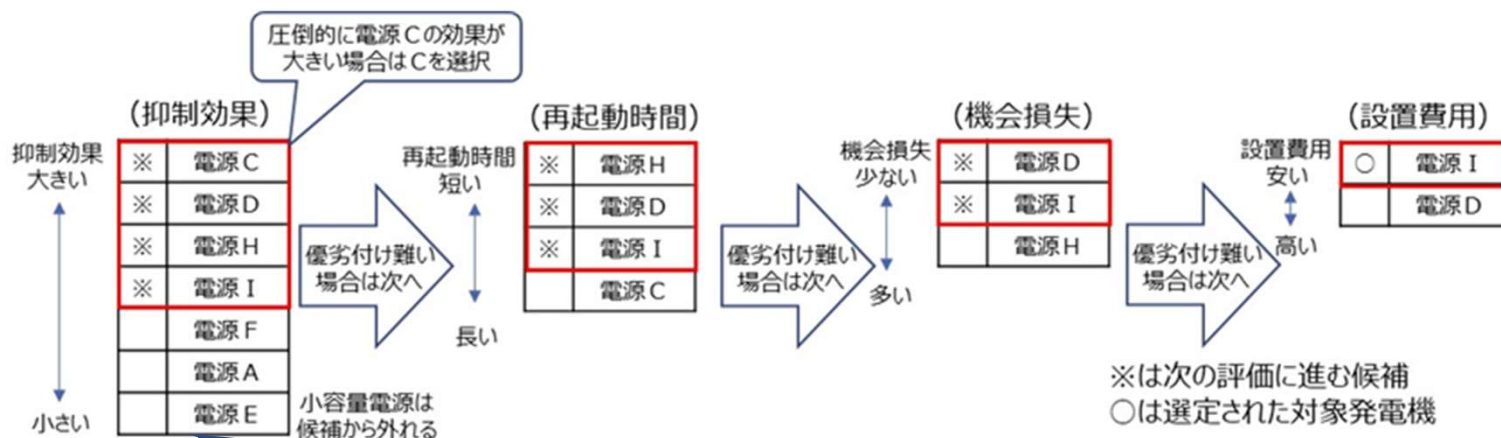 圧倒的に電源Cの効果が
大きい場合はCを選択
(抑制効果)
抑制効果
大きい
小さい
※ 電源C
※ 電源D
※ 電源H
※ 電源I
電源F
電源A
電源E
小容量電源は
候補から外れる
優劣付け難い
場合は次へ
(再起動時間)
再起動時間
短い
長い
※ 電源H
※ 電源D
※ 電源I
電源C
優劣付け難い
場合は次へ
(機会損失)
機会損失
少ない
多い
※ 電源D
※ 電源I
電源H
優劣付け難い
場合は次へ
(設置費用)
設置費用
安い
高い
○ 電源I
電源D
※は次の評価に進む候補
○は選定された対象発電機